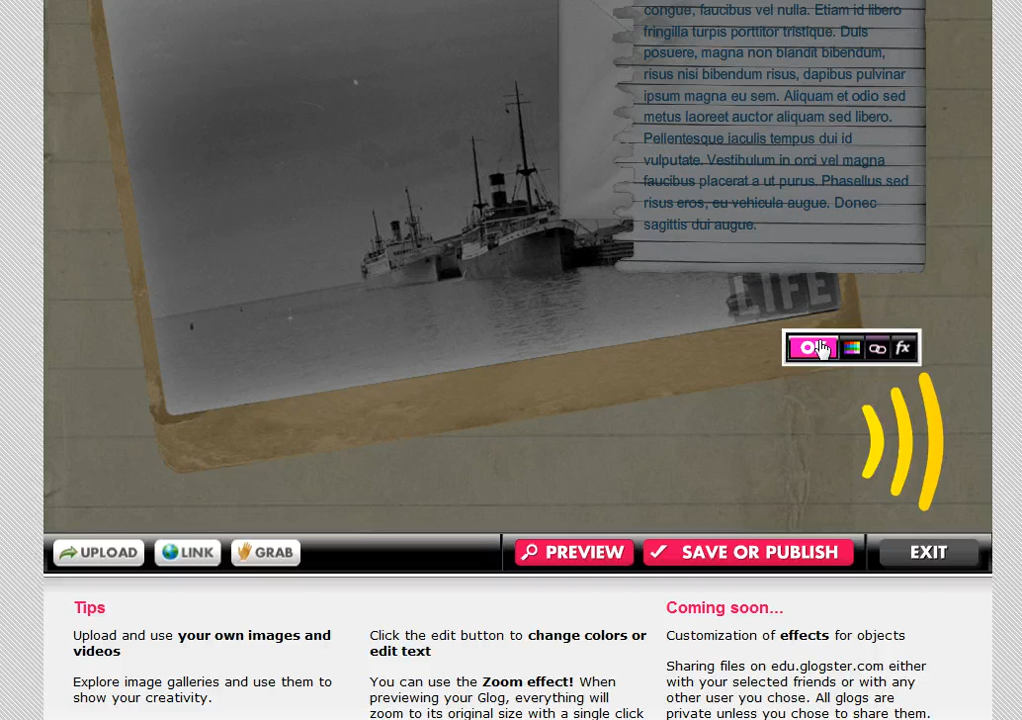 congue, faucibus vel nulla. Etiam id libero
fringilla turpis porttitor tristique. Duis
posuere, magna non blandit bibendum,
risus nisi bibendum risus, dapibus pulvinar
ipsum magna eu sem. Aliquam et odio sed
metus laoreet auctor aliquam sed libero.
Pellentesque iaculis tempus dui id
vulputate. Vestibulum in orci vel magna
faucibus placerat a ut purus. Phasellus sed
risus eros, eu vehicula augue. Donec
sagittis dui augue.
LIFE
fx
UPLOAD
LINK
GRAB
PREVIEW
SAVE OR PUBLISH
EXIT
Tips
Upload and use your own images and
videos
Explore image galleries and use them to
show your creativity.
Click the edit button to change colors or
edit text
You can use the Zoom effect! When
previewing your Glog, everything will
zoom to its original size with a single click
Coming soon...
Customization of effects for objects
Sharing files on edu.glogster.com either
with your selected friends or with any
other user you chose. All glogs are
private unless you chose to share them.